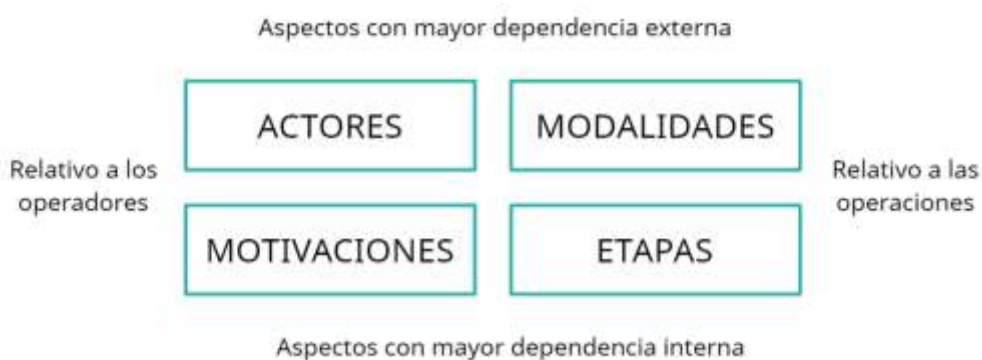 Aspectos con mayor dependencia externa
ACTORES
MODALIDADES
Relativo a los
operadores
Relativo a las
operaciones
MOTIVACIONES
ETAPAS
Aspectos con mayor dependencia interna